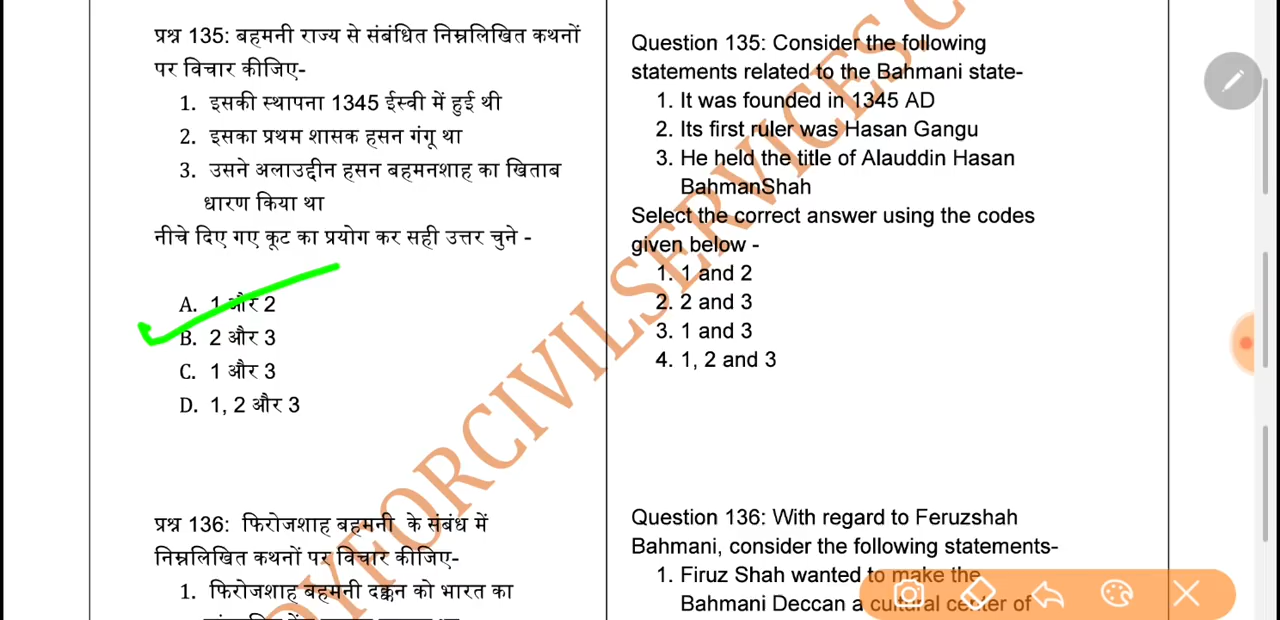 प्रश्न 135: बहमनी राज्य से संबंधित निम्नलिखित कथनों
पर विचार कीजिए-
1. इसकी स्थापना 1345 ईस्वी में हुई थी
2. इसका प्रथम शासक हसन गंगू था
3. उसने अलाउद्दीन हसन बहमनशाह का खिताब
धारण किया था
नीचे दिए गए कूट का प्रयोग कर सही उत्तर चुने -
A. 1 और 2
B. 2 और 3
C. 1 और 3
D. 1, 2 और 3
प्रश्न 136: फिरोजशाह बहमनी के संबंध में
निम्नलिखित कथनों पर विचार कीजिए-
1. फिरोजशाह बहमनी दक्कन को भारत का
Question 135: Consider the following
statements related to the Bahmani state-
1. It was founded in 1345 AD
2. Its first ruler was Hasan Gangu
3. He held the title of Alauddin Hasan
BahmanShah
Select the correct answer using the codes
given below -
1. 1 and 2
2. 2 and 3
3. 1 and 3
4. 1, 2 and 3
Question 136: With regard to Feruzshah
Bahmani, consider the following statements-
1. Firuz Shah wanted to make the
Bahmani Deccan a cultural center of
DYFORCIVILSERVICES.C